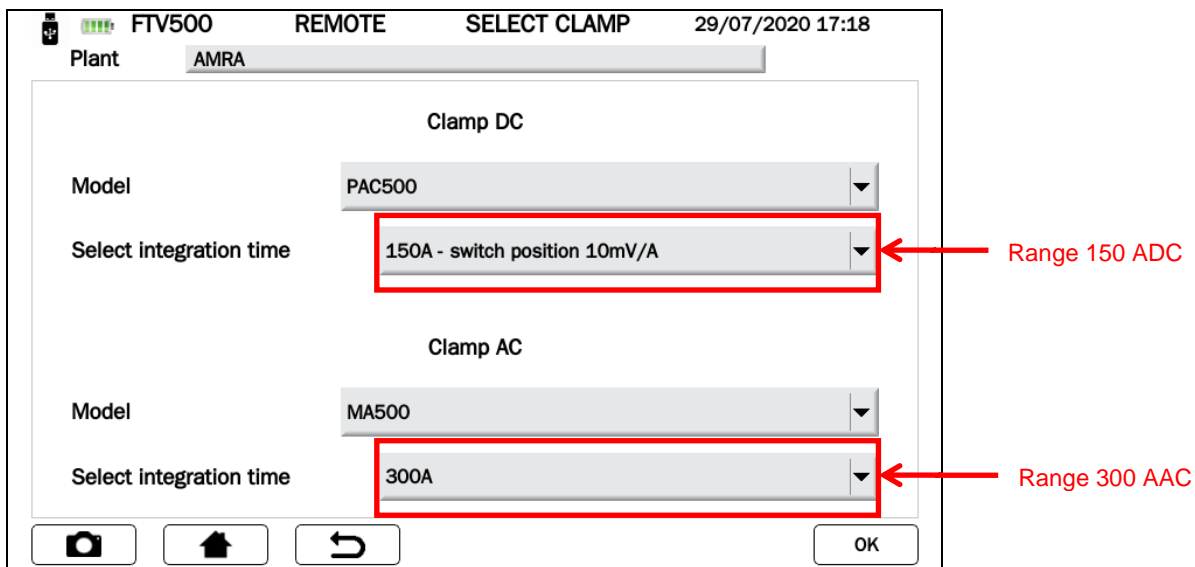 FTV500 REMOTE SELECT CLAMP 29/07/2020 17:18
Plant AMRA
Clamp DC
Model PAC500
Select integration time 150A - switch position 10mV/A Range 150 ADC
Clamp AC
Model MA500
Select integration time 300A Range 300 AAC
OK